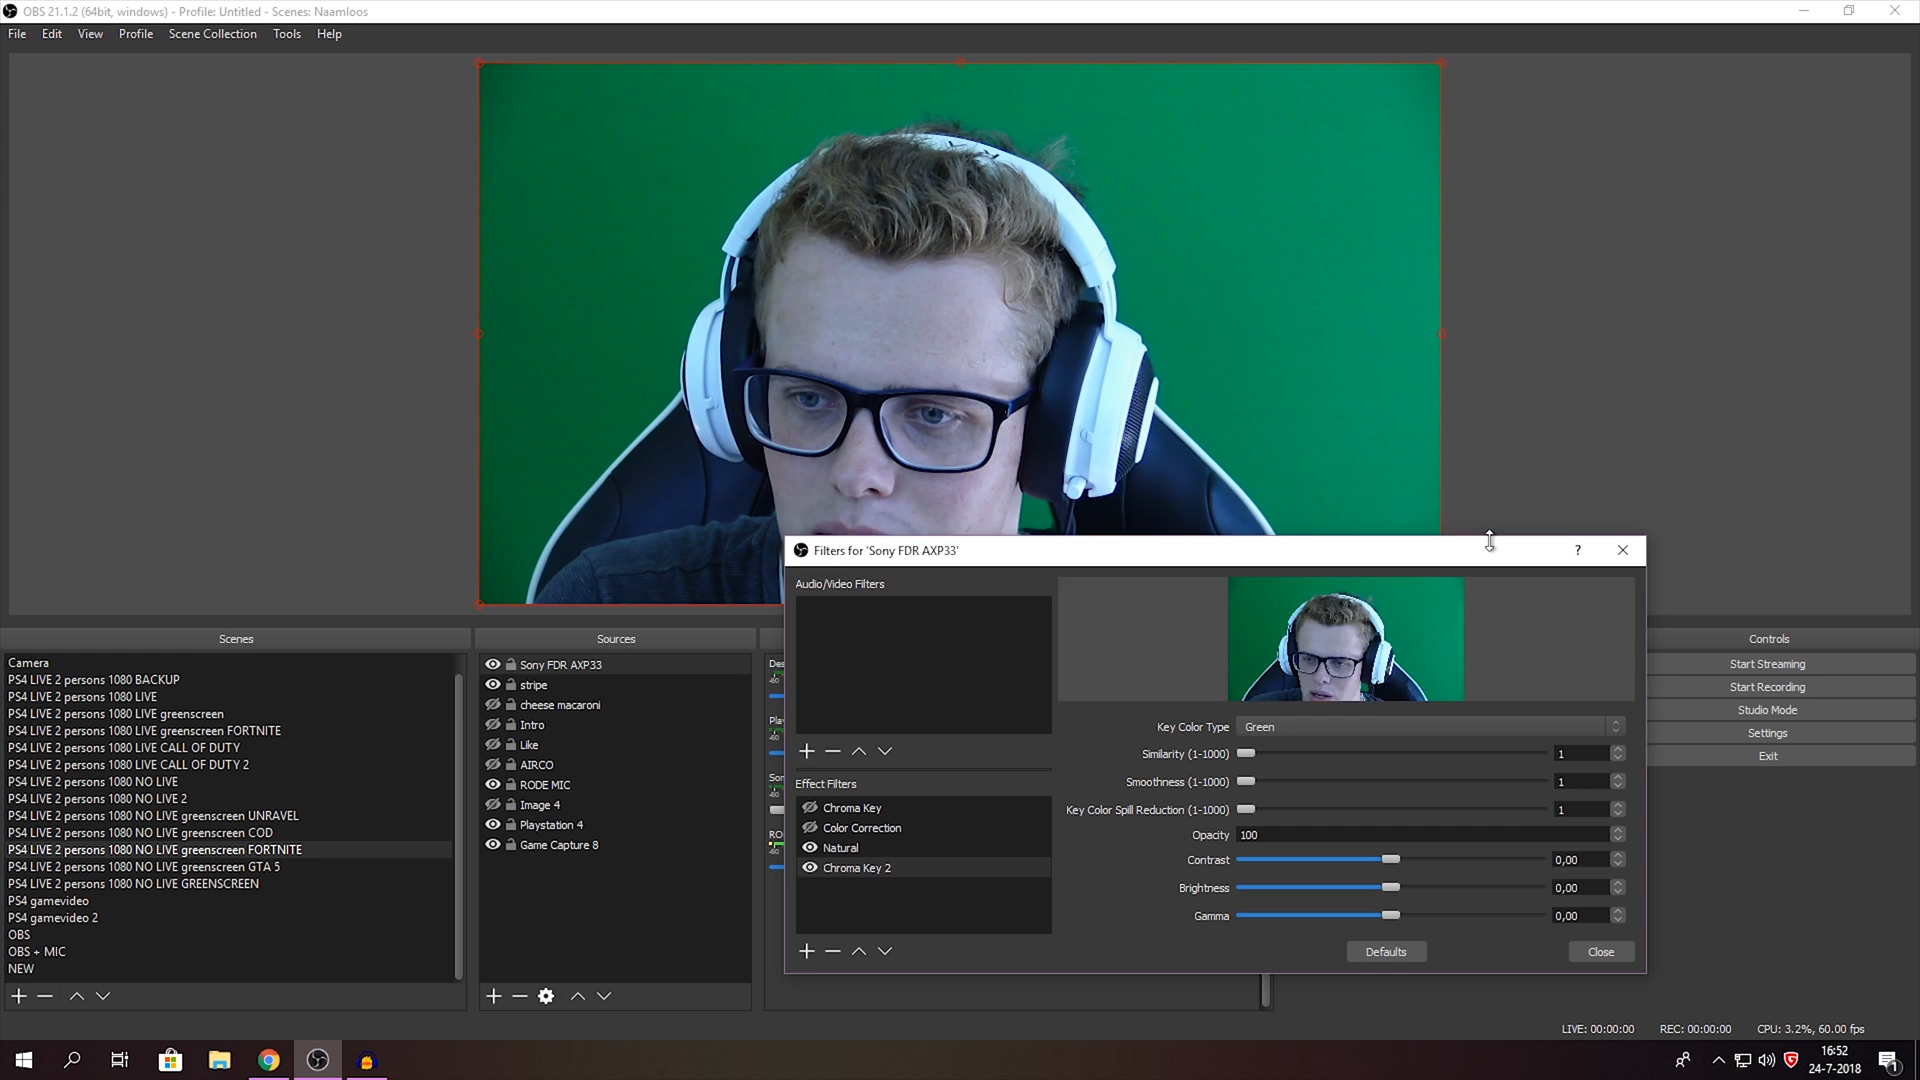 OBS 21.1.2 (64bit, windows) - Profile: Untitled - Scenes: Naamloos
File Edit View Profile Scene Collection Tools Help
Filters for 'Sony FDR AXP33'
?
Audio/Video Filters
Effect Filters
Chroma Key
Color Correction
Natural
Chroma Key 2
Key Color Type Green
Similarity (1-1000) 1
Smoothness (1-1000) 1
Key Color Spill Reduction (1-1000) 1
Opacity 100
Contrast 0,00
Brightness 0,00
Gamma 0,00
Defaults Close
Scenes
Camera
PS4 LIVE 2 persons 1080 BACKUP
PS4 LIVE 2 persons 1080 LIVE
PS4 LIVE 2 persons 1080 LIVE greenscreen
PS4 LIVE 2 persons 1080 LIVE greenscreen FORTNITE
PS4 LIVE 2 persons 1080 LIVE CALL OF DUTY
PS4 LIVE 2 persons 1080 LIVE CALL OF DUTY 2
PS4 LIVE 2 persons 1080 NO LIVE
PS4 LIVE 2 persons 1080 NO LIVE 2
PS4 LIVE 2 persons 1080 NO LIVE greenscreen UNRAVEL
PS4 LIVE 2 persons 1080 NO LIVE greenscreen COD
PS4 LIVE 2 persons 1080 NO LIVE greenscreen FORTNITE
PS4 LIVE 2 persons 1080 NO LIVE greenscreen GTA 5
PS4 LIVE 2 persons 1080 NO LIVE GREENSCREEN
PS4 gamevideo
PS4 gamevideo 2
OBS
OBS + MIC
NEW
Sources
Sony FDR AXP33
stripe
cheese macaroni
Intro
Like
AIRCO
RODE MIC
Image 4
Playstation 4
Game Capture 8
Des
-60
Play
-60
Son
-60
RO
-60
Controls
Start Streaming
Start Recording
Studio Mode
Settings
Exit
LIVE: 00:00:00 REC: 00:00:00 CPU: 3.2%, 60.00 fps
16:52
24-7-2018
1